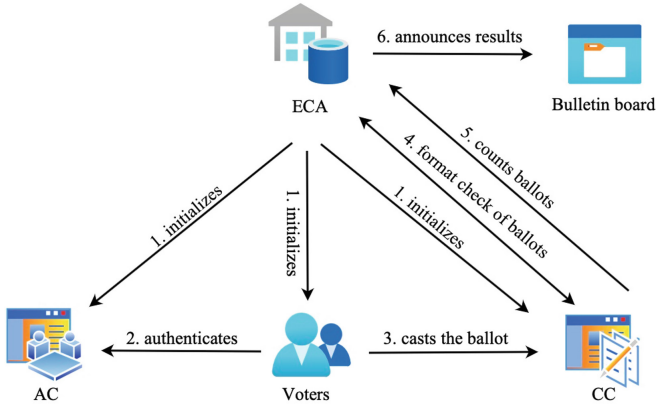 6. announces results
ECA
Bulletin board
5. counts ballots
4. format check of ballots
1. initializes
1. initializes
1. initializes
2. authenticates
3. casts the ballot
AC
Voters
CC